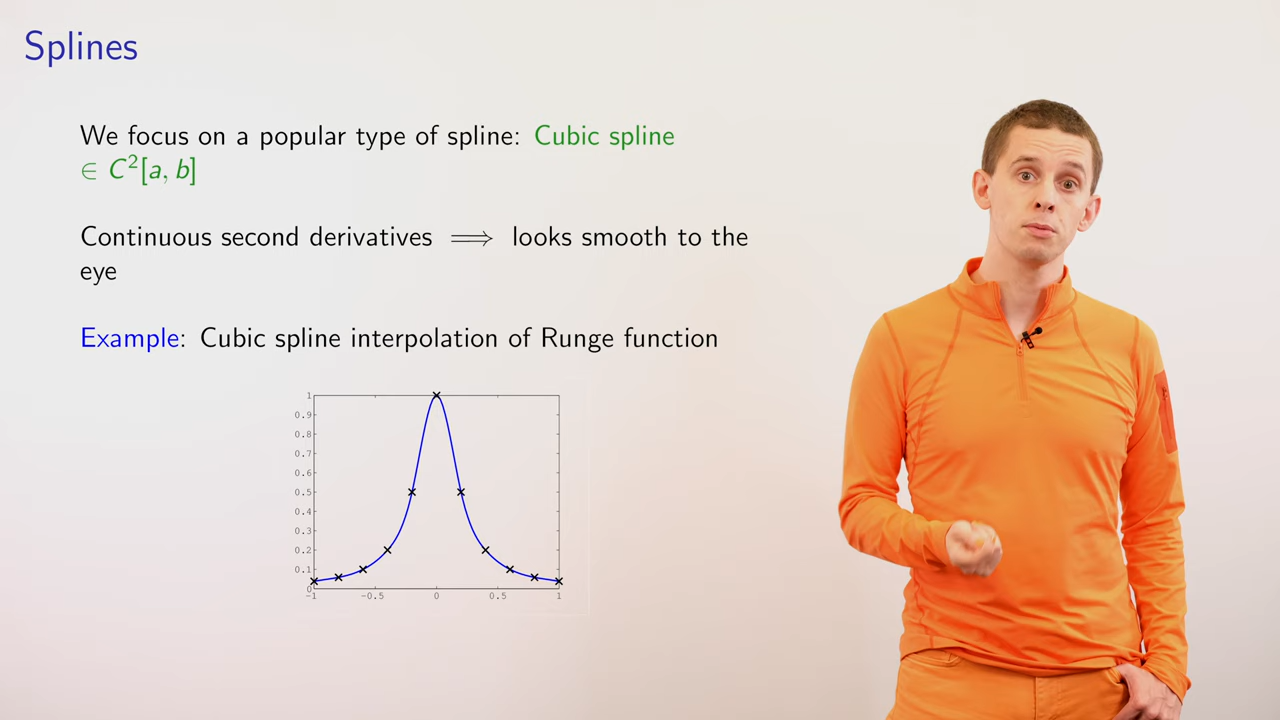 Splines
We focus on a popular type of spline: Cubic spline
∈ C²[a, b]
Continuous second derivatives ⟹ looks smooth to the
eye
Example: Cubic spline interpolation of Runge function
1
0.9
0.8
0.7
0.6
0.5
0.4
0.3
0.2
0.1
0
-1 -0.5 0 0.5 1